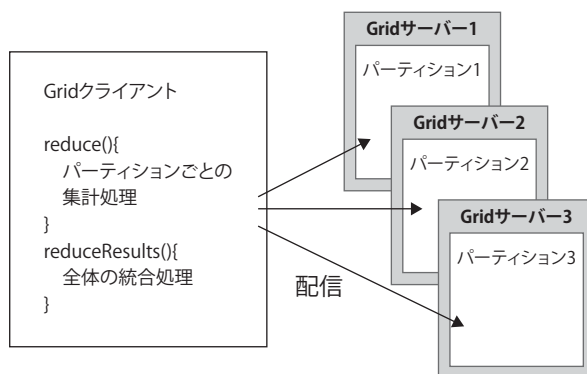 Gridクライアント
reduce(){
パーティションごとの
集計処理
}
reduceResults(){
全体の統合処理
}
配信
Gridサーバー1
パーティション1
Gridサーバー2
パーティション2
Gridサーバー3
パーティション3